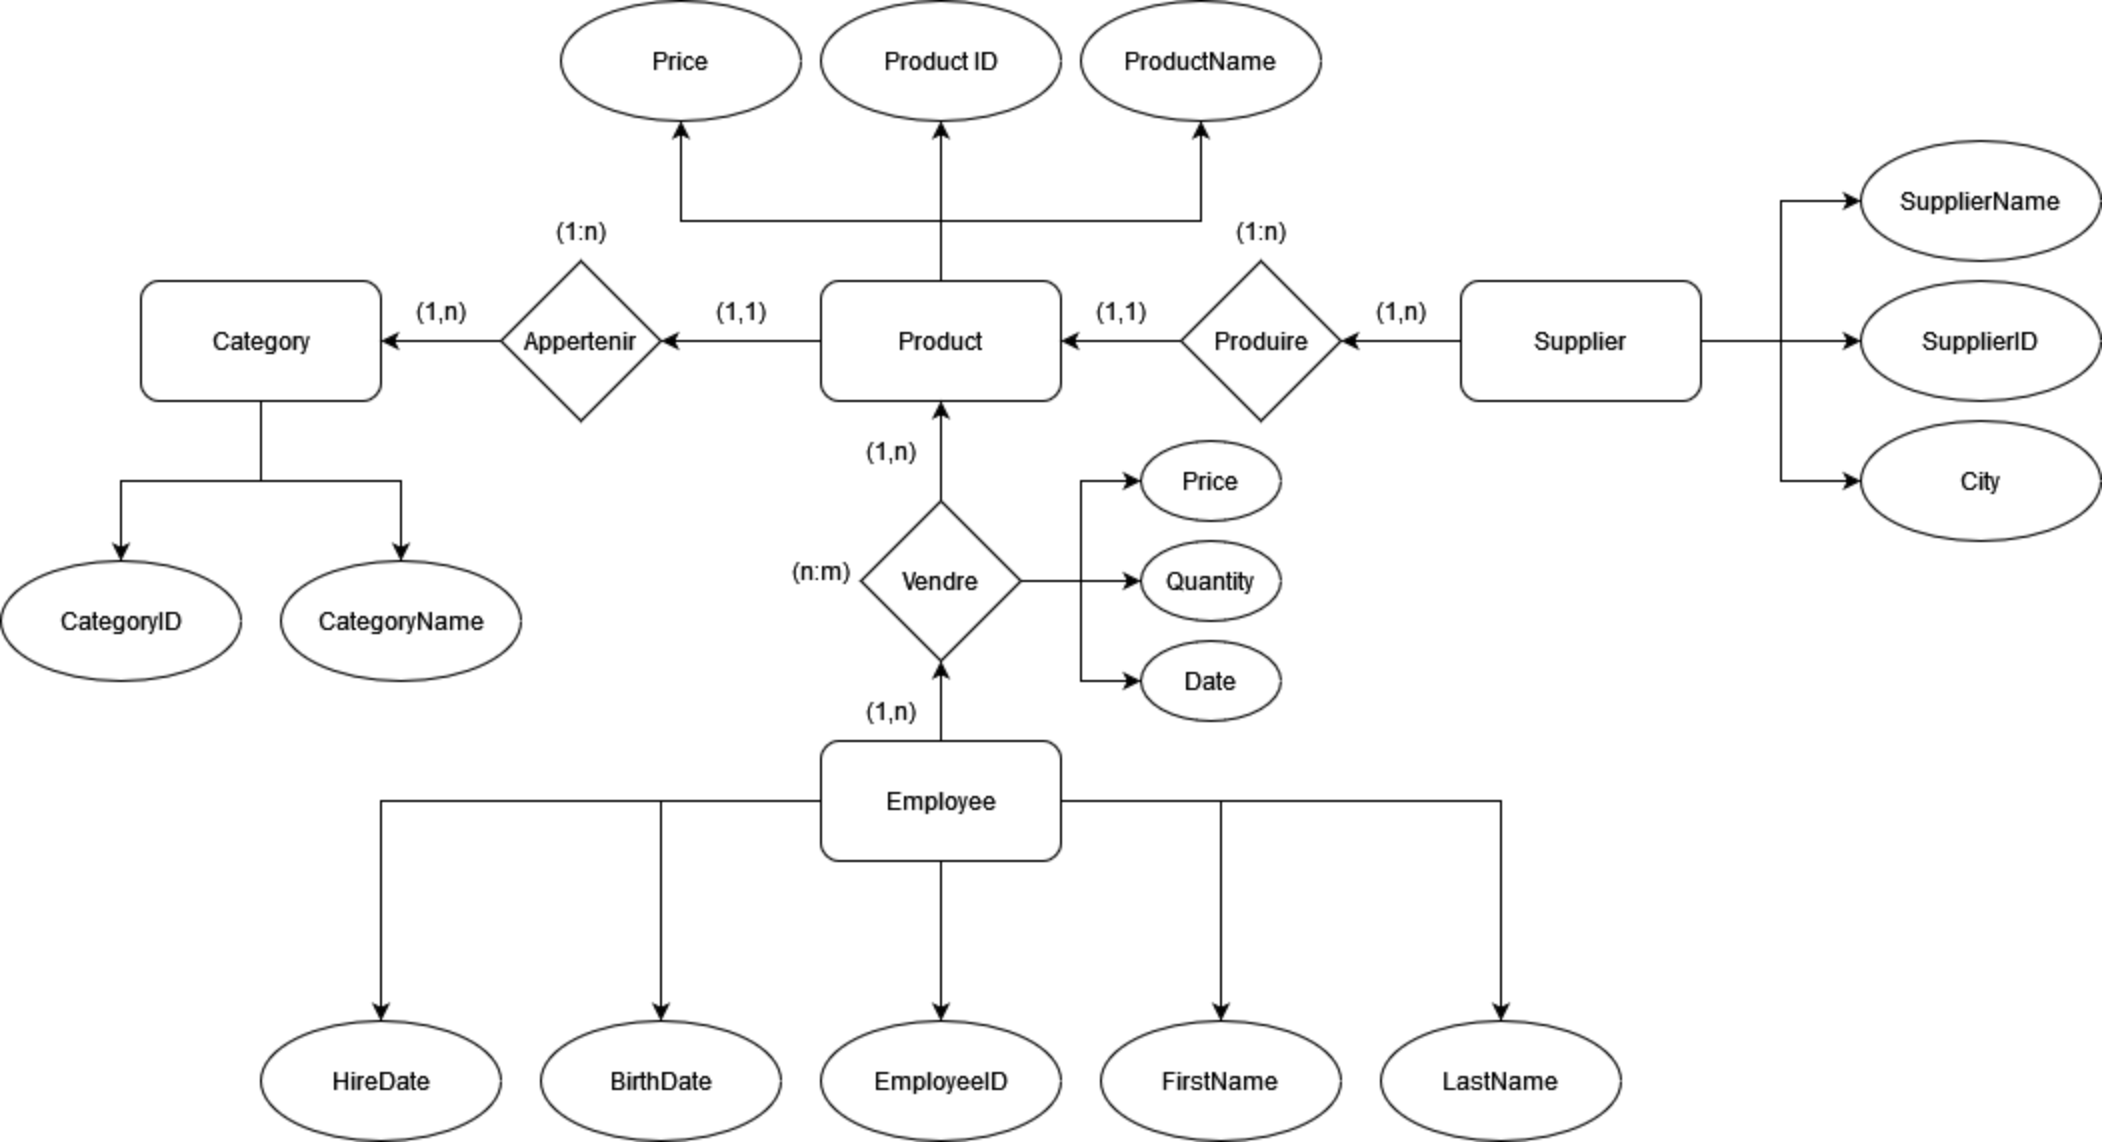 Price
Product ID
ProductName
SupplierName
(1:n)
(1:n)
(1,n)
(1,1)
(1,1)
(1,n)
Category
Appertenir
Product
Produire
Supplier
SupplierID
(1,n)
Price
City
(n:m)
Vendre
Quantity
CategoryID
CategoryName
Date
(1,n)
Employee
HireDate
BirthDate
EmployeeID
FirstName
LastName